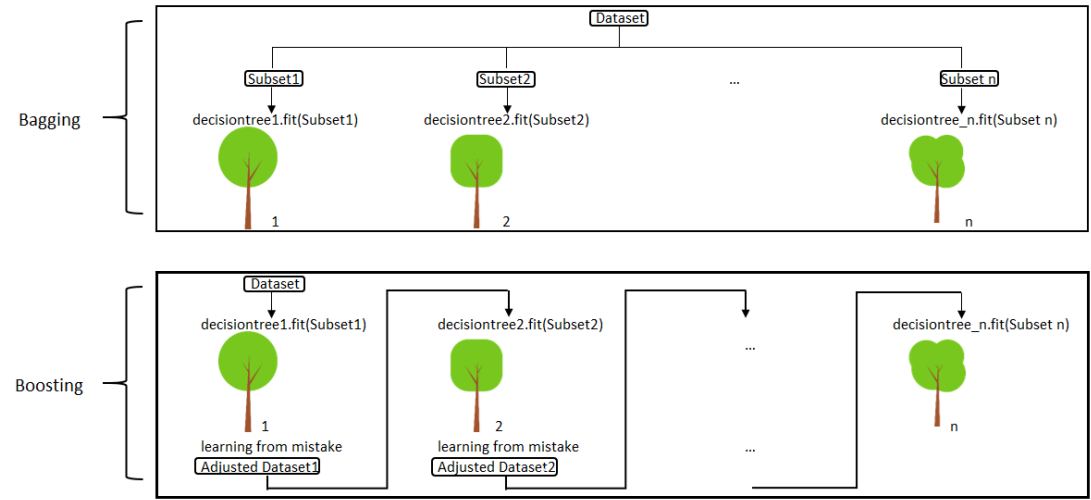 Dataset
Subset1 Subset2 ... Subset n
Bagging
decisiontree1.fit(Subset1) decisiontree2.fit(Subset2) decisiontree_n.fit(Subset n)
1 2 n
Dataset
decisiontree1.fit(Subset1) decisiontree2.fit(Subset2) decisiontree_n.fit(Subset n)
...
Boosting
1 2 n
learning from mistake learning from mistake ...
Adjusted Dataset1 Adjusted Dataset2